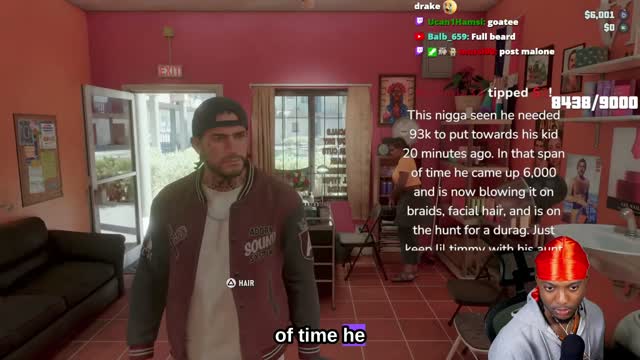 drake
Ucan1Hamsi: goatee
Balb_659: Full beard
post malone
$6,001
$0
EXIT
tipped
8438/9000
This nigga seen he needed
93k to put towards his kid
20 minutes ago. In that span
of time he came up 6,000
and is now blowing it on
braids, facial hair, and is on
the hunt for a durag. Just
keep lil timmy with his aunt
SOUND
HAIR
of time he